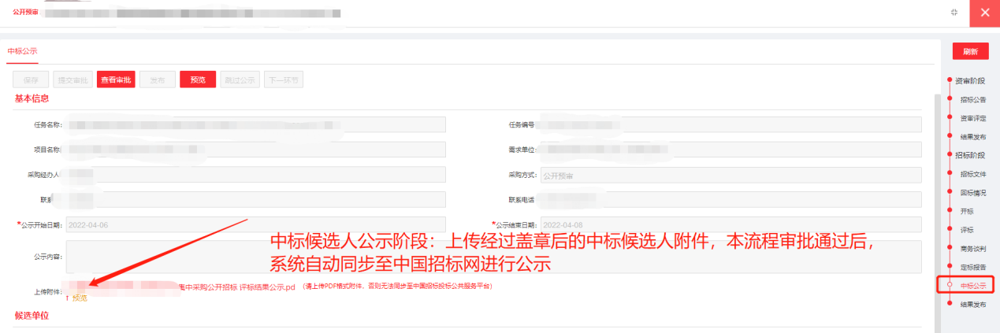 公开预审
中标公示
刷新
保存 提交审批 查看审批 发布 预览 跳过公示 下一环节
基本信息
任务名称：
任务编号
项目名称
需求单位：
采购经办人
采购方式： 公开预审
联系
联系电话
*公示开始日期： 2022-04-06
*公示结束日期： 2022-04-08
中标候选人公示阶段：上传经过盖章后的中标候选人附件，本流程审批通过后，
系统自动同步至中国招标网进行公示
公示内容：
上传附件： 集中采购公开招标 评标结果公示.pd （请上传PDF格式附件，否则无法同步至中国招标投标公共服务平台）
↑ 预览
候选单位
资审阶段
招标公告
资审评定
结果发布
招标阶段
招标文件
回标情况
开标
评标
商务谈判
定标报告
中标公示
结果发布